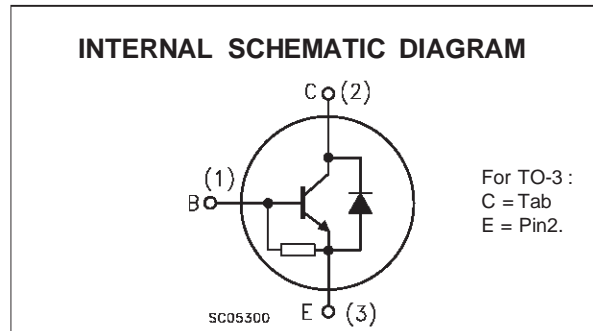 INTERNAL SCHEMATIC DIAGRAM
C (2)
(1)
B
For TO-3 :
C = Tab
E = Pin2.
SC05300
E (3)